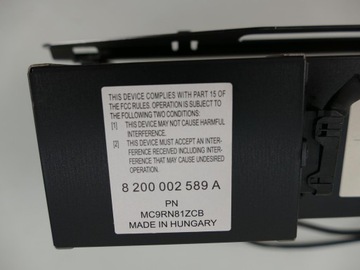 THIS DEVICE COMPLIES WITH PART 15 OF
THE FCC RULES. OPERATION IS SUBJECT TO
THE FOLLOWING TWO CONDITIONS:
[1] THIS DEVICE MAY NOT CAUSE HARMFUL
INTERFERENCE.
[2] THIS DEVICE MUST ACCEPT AN INTER-
FERENCE RECEIVED INCLUDING INTER-
FERENCE THAT MAY CAUSE UNDESIRED
OPERATION.
8 200 002 589 A
PN
MC9RN81ZCB
MADE IN HUNGARY